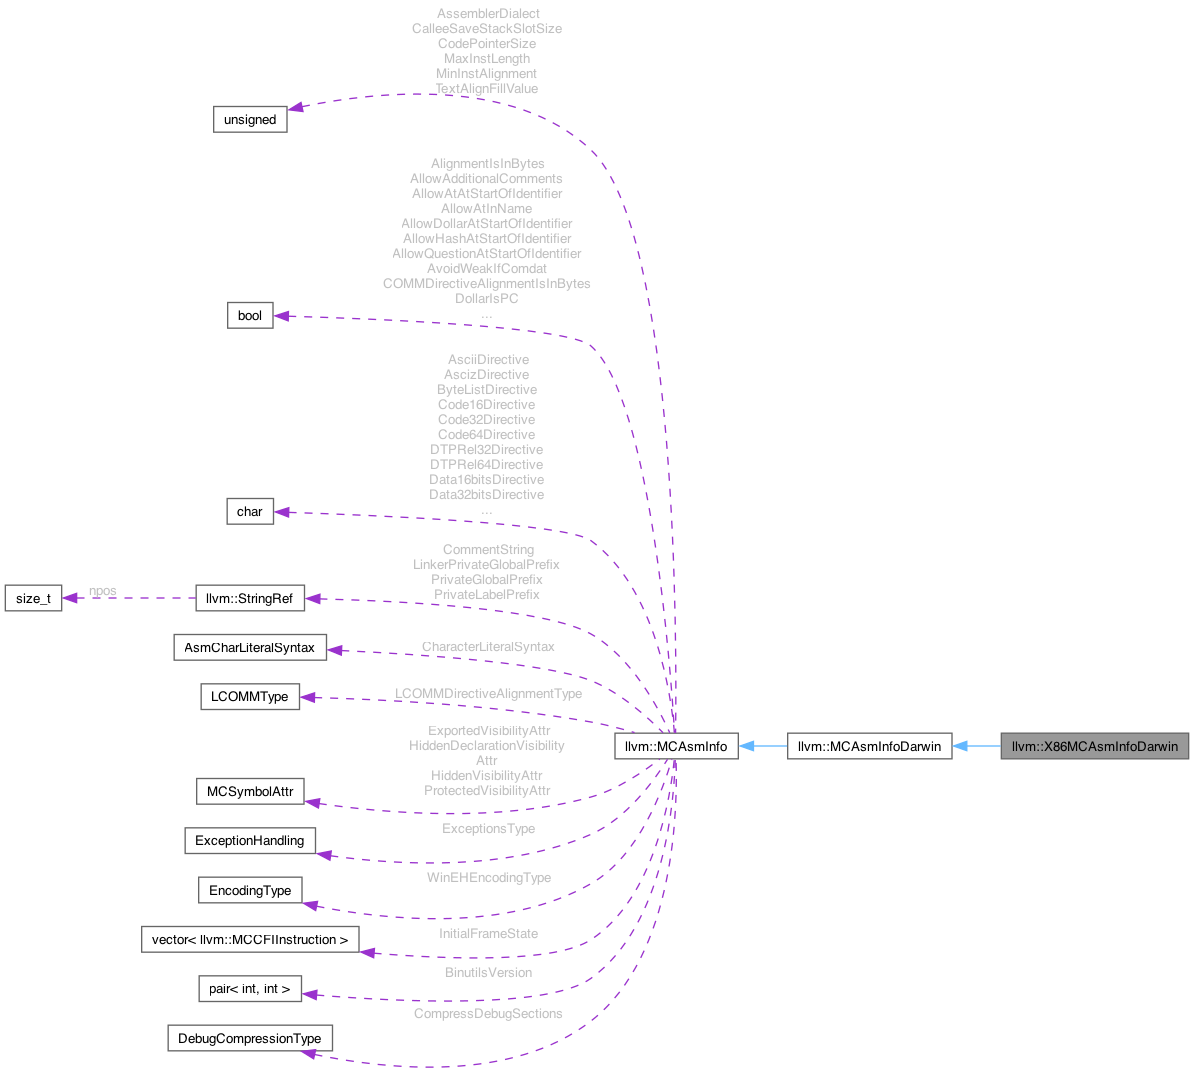 AssemblerDialect
CalleeSaveStackSlotSize
CodePointerSize
MaxInstLength
MinInstAlignment
TextAlignFillValue
unsigned
AlignmentIsInBytes
AllowAdditionalComments
AllowAtAtStartOfIdentifier
AllowAtInName
AllowDollarAtStartOfIdentifier
AllowHashAtStartOfIdentifier
AllowQuestionAtStartOfIdentifier
AvoidWeakIfComdat
COMMDirectiveAlignmentIsInBytes
DollarIsPC
...
bool
AsciiDirective
AscizDirective
ByteListDirective
Code16Directive
Code32Directive
Code64Directive
DTPRel32Directive
DTPRel64Directive
Data16bitsDirective
Data32bitsDirective
...
char
CommentString
LinkerPrivateGlobalPrefix
PrivateGlobalPrefix
PrivateLabelPrefix
size_t
npos
llvm::StringRef
AsmCharLiteralSyntax
CharacterLiteralSyntax
LCOMMType
LCOMMDirectiveAlignmentType
ExportedVisibilityAttr
HiddenDeclarationVisibility
Attr
HiddenVisibilityAttr
ProtectedVisibilityAttr
llvm::MCAsmInfo
llvm::MCAsmInfoDarwin
llvm::X86MCAsmInfoDarwin
MCSymbolAttr
ExceptionsType
ExceptionHandling
WinEHEncodingType
EncodingType
InitialFrameState
vector< llvm::MCCFIInstruction >
BinutilsVersion
pair< int, int >
CompressDebugSections
DebugCompressionType